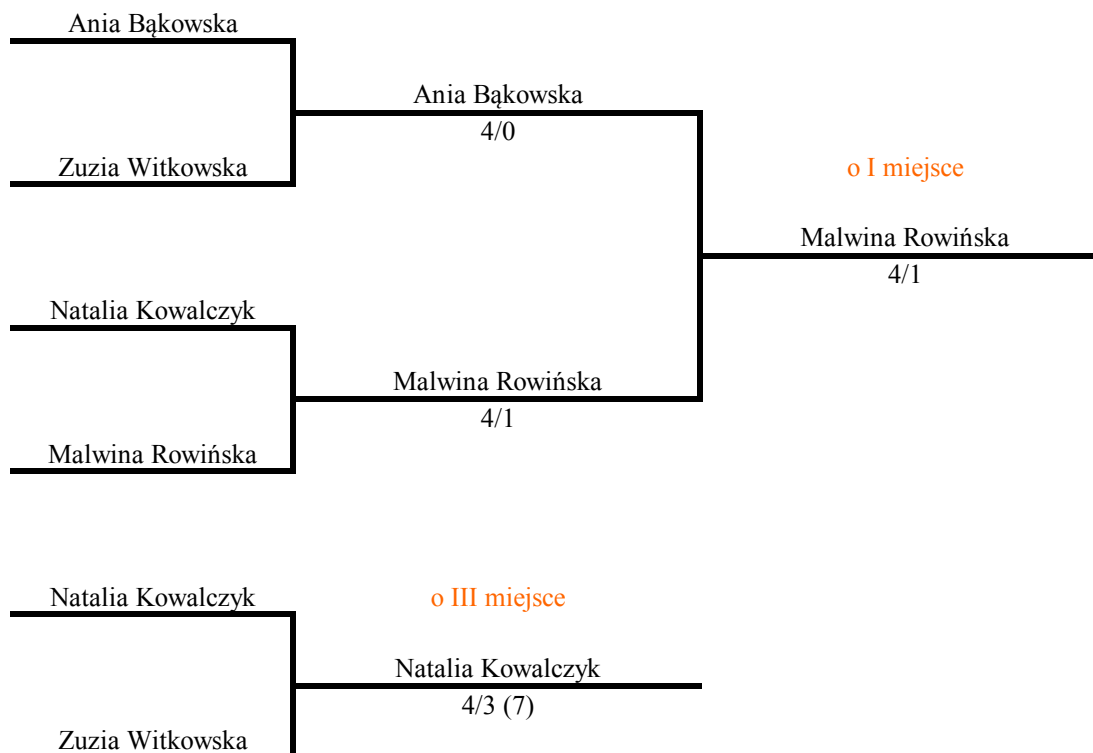 Ania Bąkowska
Ania Bąkowska
4/0
Zuzia Witkowska
o I miejsce
Malwina Rowińska
4/1
Natalia Kowalczyk
Malwina Rowińska
4/1
Malwina Rowińska
Natalia Kowalczyk
o III miejsce
Natalia Kowalczyk
4/3 (7)
Zuzia Witkowska